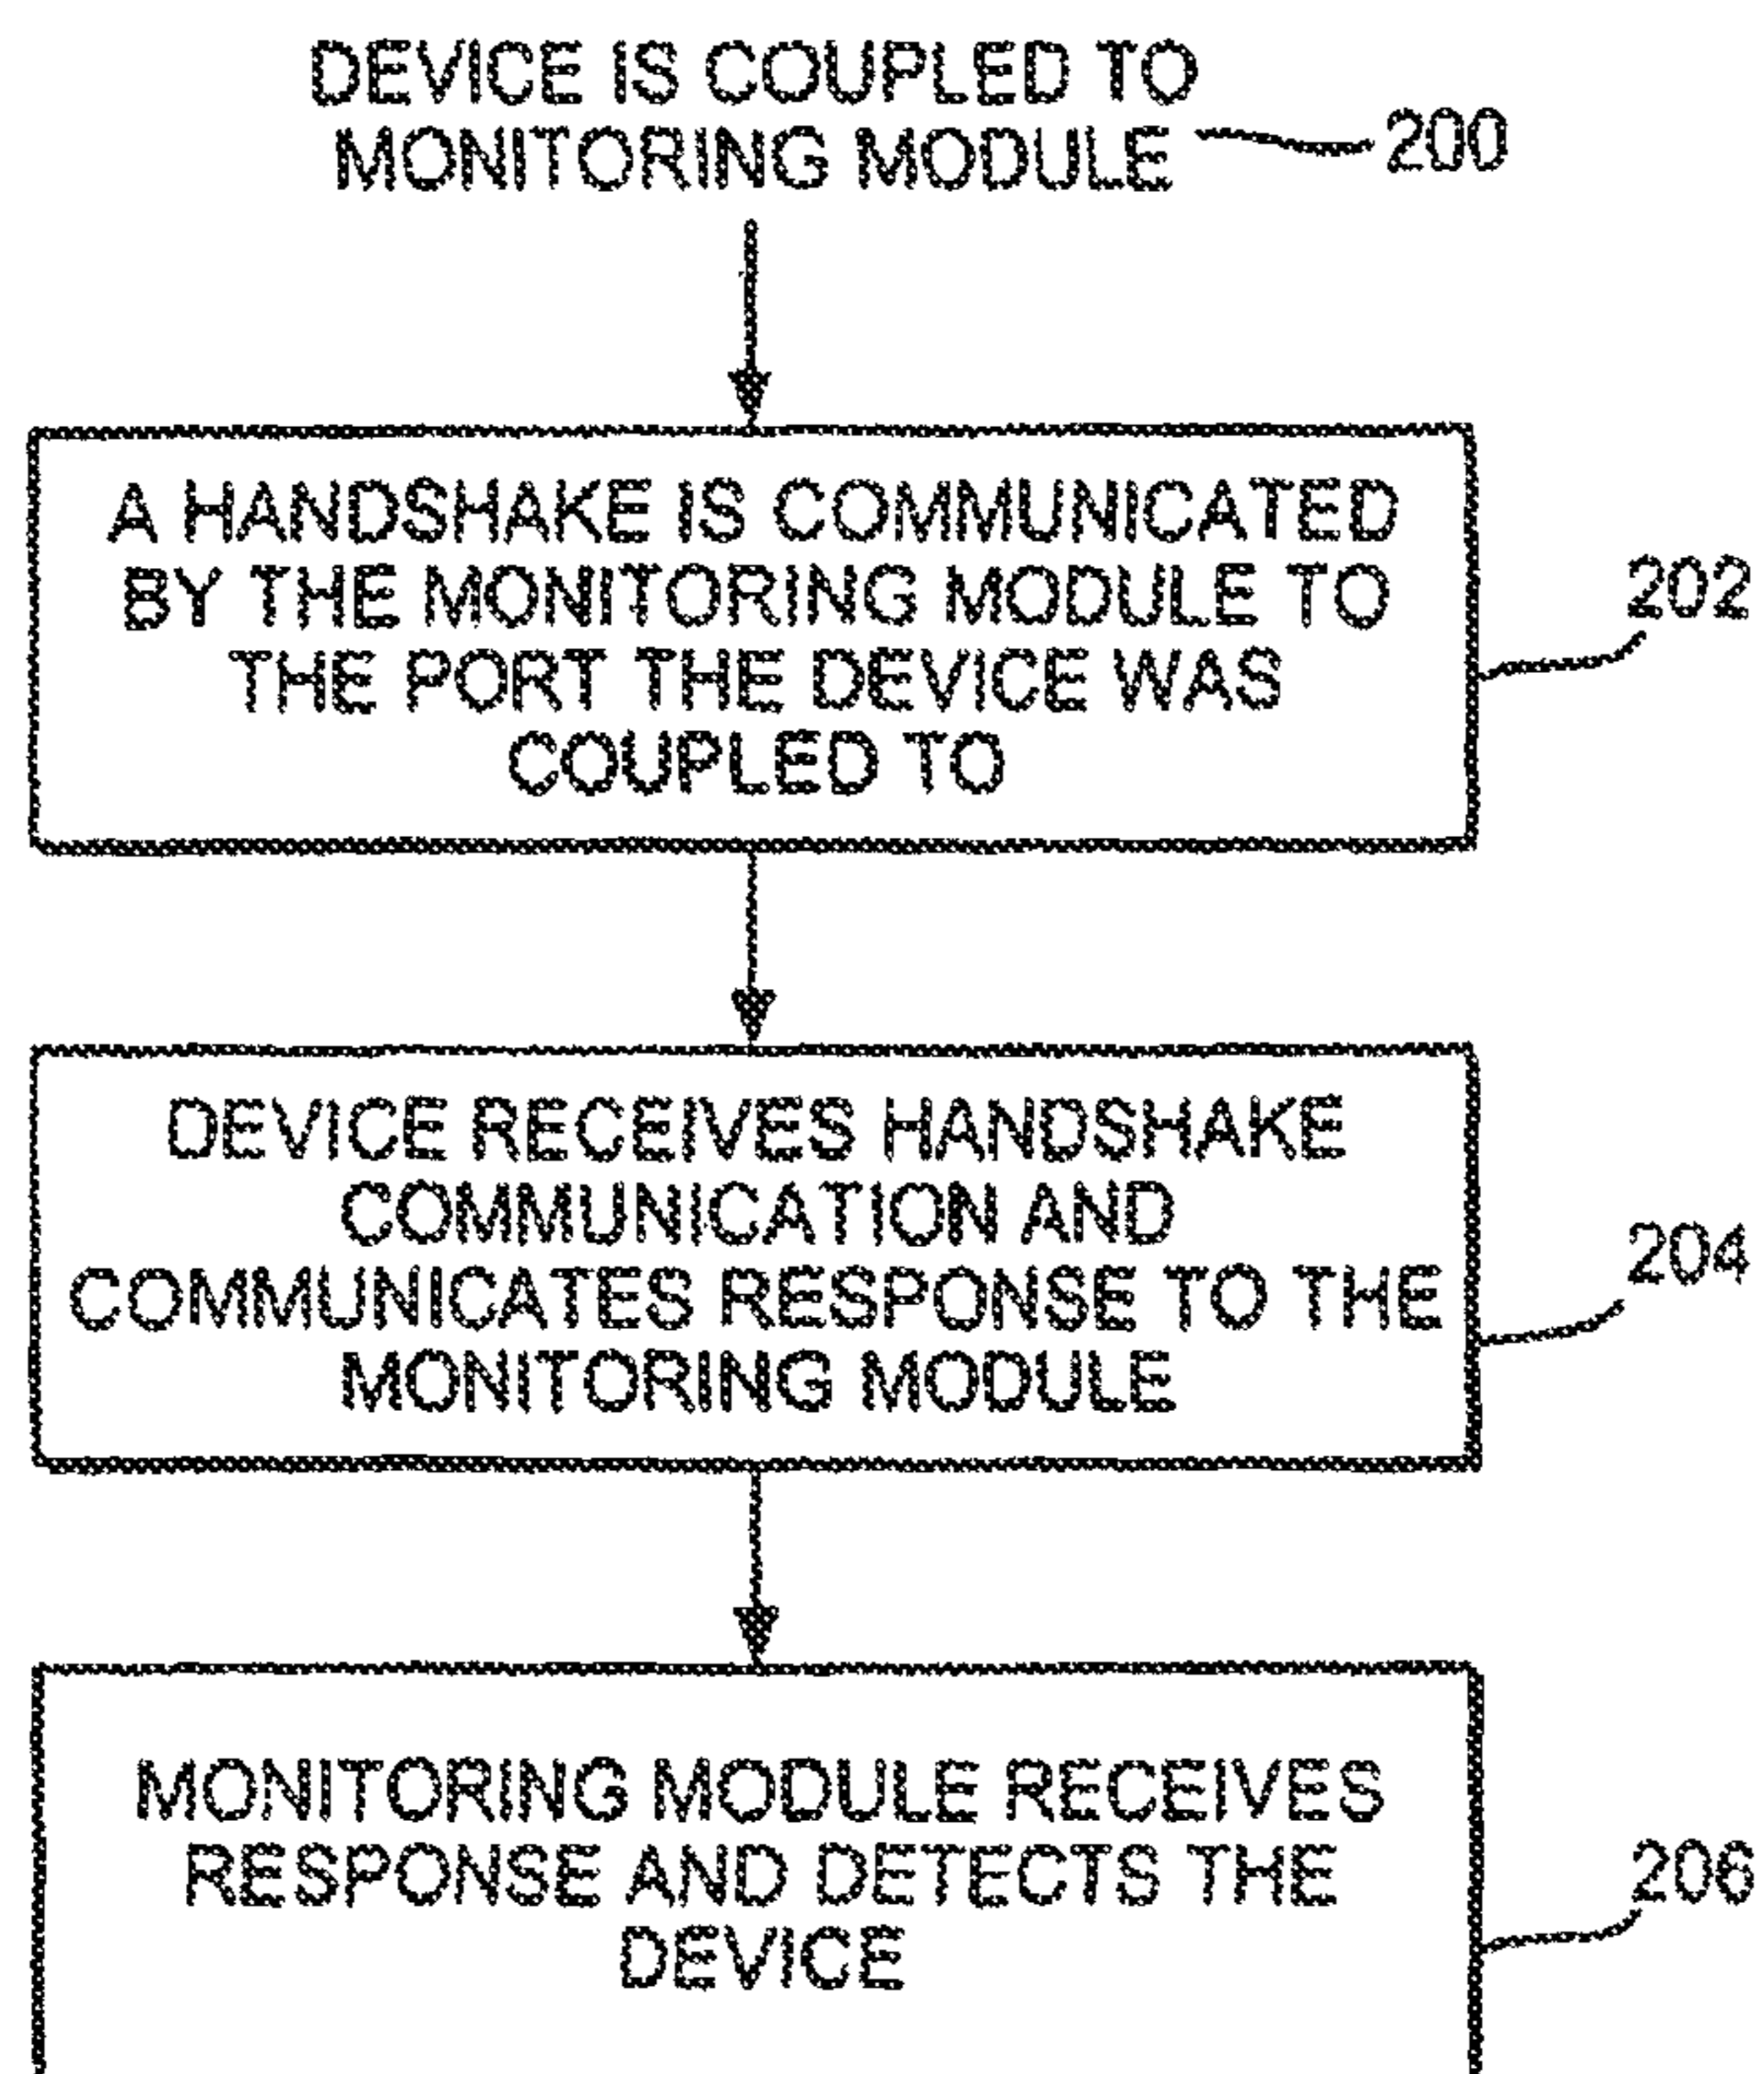 DEVICE IS COUPLED TO
MONITORING MODULE 200
A HANDSHAKE IS COMMUNICATED
BY THE MONITORING MODULE TO 202
THE PORT THE DEVICE WAS
COUPLED TO
DEVICE RECEIVES HANDSHAKE
COMMUNICATION AND 204
COMMUNICATES RESPONSE TO THE
MONITORING MODULE
MONITORING MODULE RECEIVES
RESPONSE AND DETECTS THE 206
DEVICE